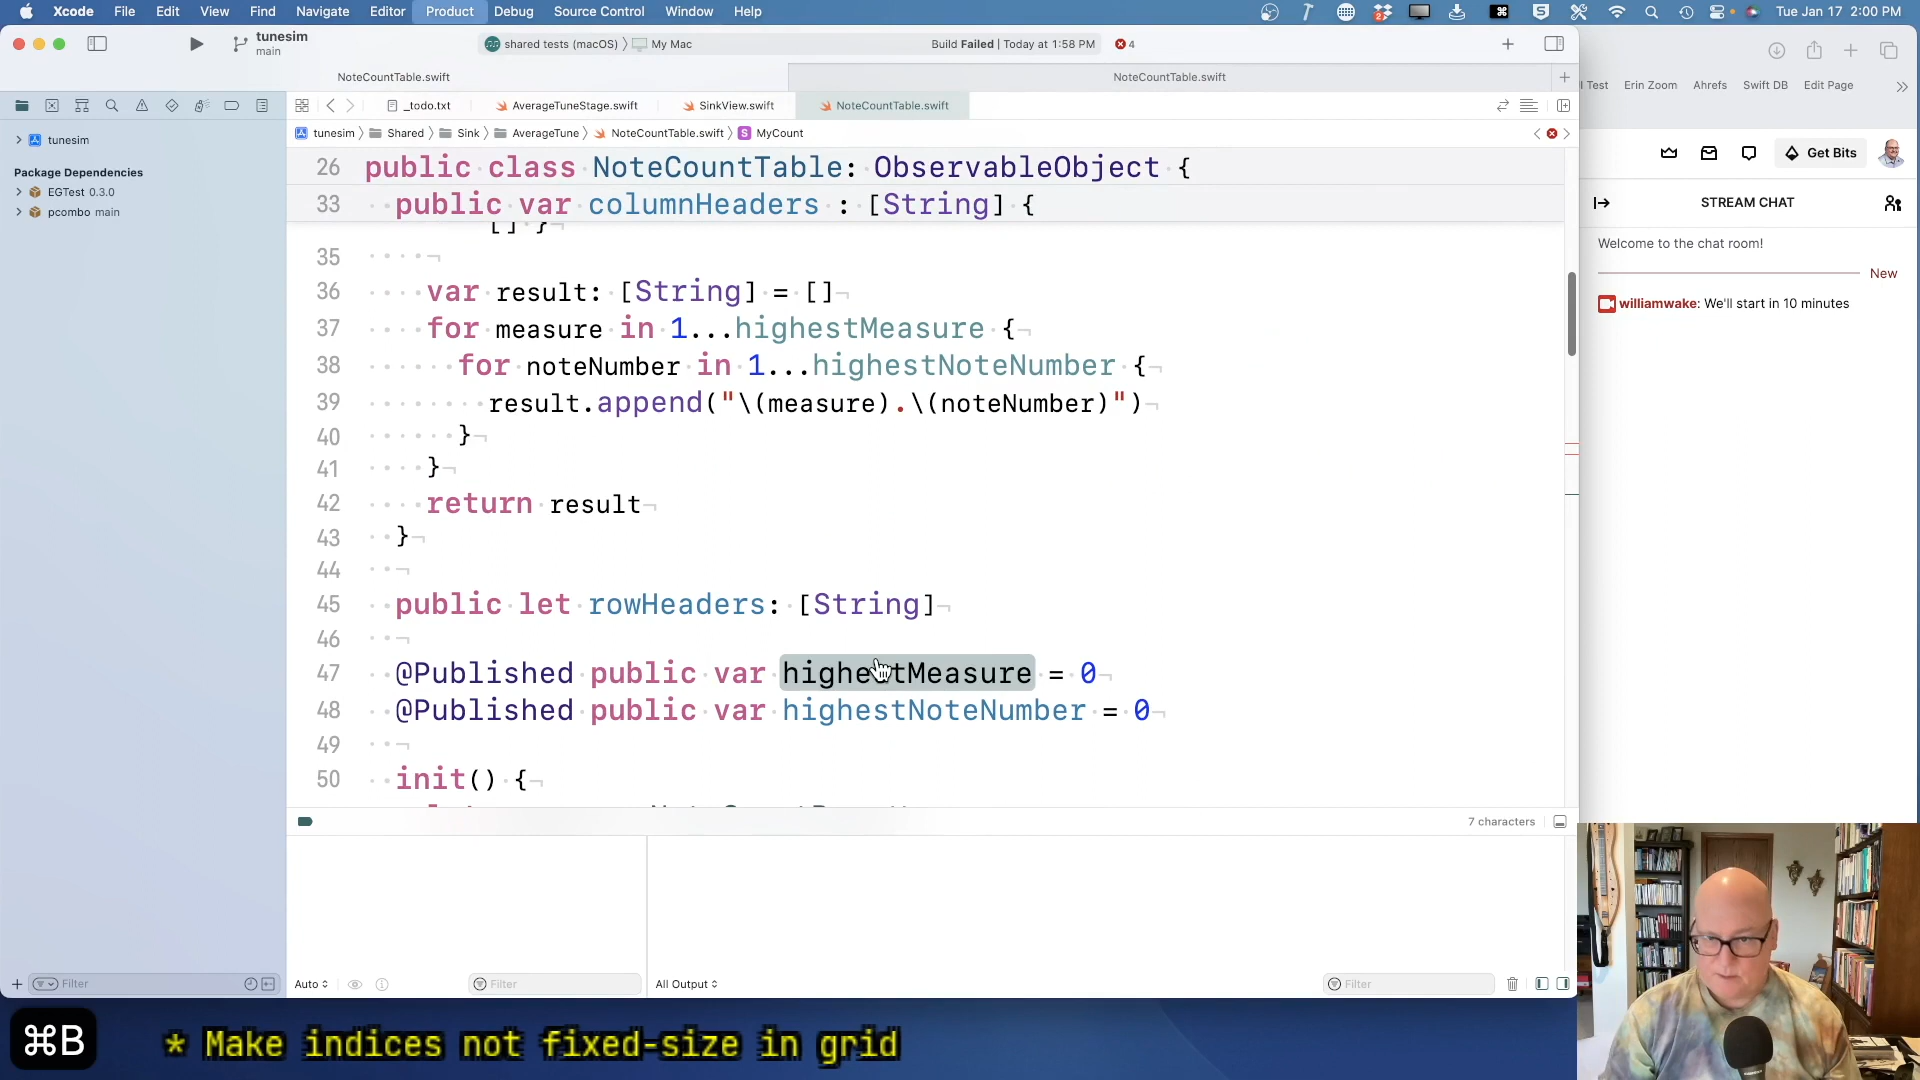 Xcode File Edit View Find Navigate Editor Product Debug Source Control Window Help Tue Jan 17 2:00 PM
tunesim
main
shared tests (macOS) 〉 My Mac
Build Failed | Today at 1:58 PM
4
NoteCountTable.swift
NoteCountTable.swift
_todo.txt
AverageTuneStage.swift
SinkView.swift
NoteCountTable.swift
tunesim 〉 Shared 〉 Sink 〉 AverageTune 〉 NoteCountTable.swift 〉 S MyCount
tunesim
Package Dependencies
EGTest 0.3.0
pcombo main
26 public class NoteCountTable: ObservableObject {
33 public var columnHeaders : [String] {
[] }
35
36 var result: [String] = []
37 for measure in 1...highestMeasure {
38 for noteNumber in 1...highestNoteNumber {
39 result.append("\(measure).\(noteNumber)")
40 }
41 }
42 return result
43 }
44
45 public let rowHeaders: [String]
46
47 @Published public var highestMeasure = 0
48 @Published public var highestNoteNumber = 0
49
50 init() {
7 characters
Filter
Auto
Filter
All Output
Filter
l Test Erin Zoom Ahrefs Swift DB Edit Page
Get Bits
STREAM CHAT
Welcome to the chat room!
New
williamwake: We'll start in 10 minutes
⌘B
* Make indices not fixed-size in grid